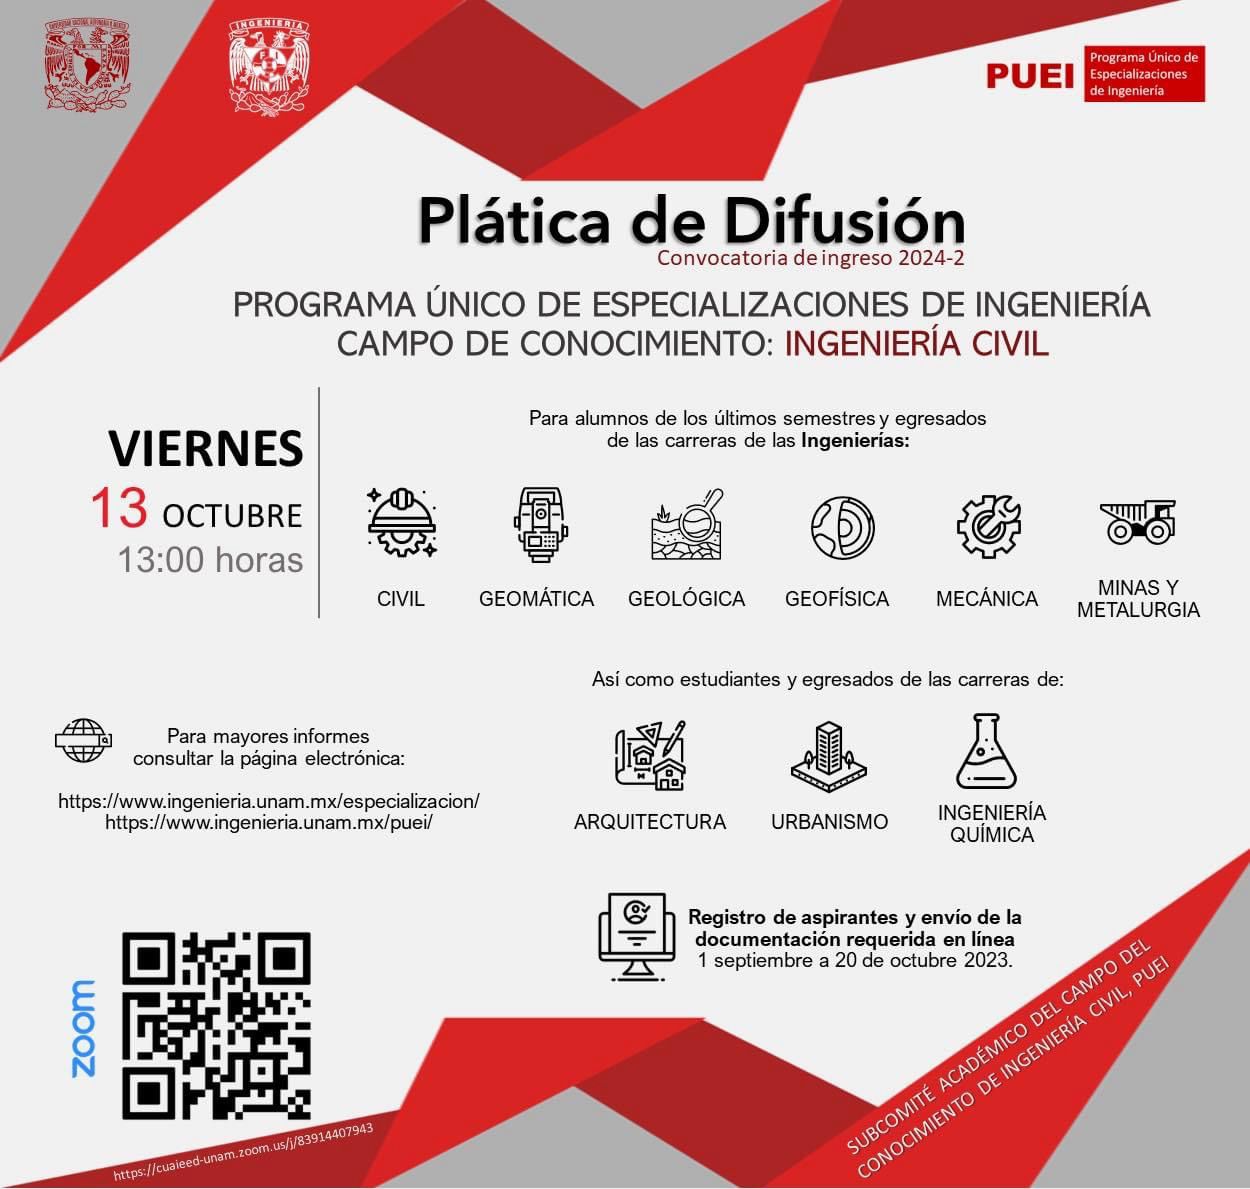 INGENIERIA
PUEI
Programa Único de
Especializaciones
de Ingeniería
Plática de Difusión
Convocatoria de ingreso 2024-2
PROGRAMA ÚNICO DE ESPECIALIZACIONES DE INGENIERÍA
CAMPO DE CONOCIMIENTO: INGENIERÍA CIVIL
VIERNES
13 OCTUBRE
13:00 horas
Para alumnos de los últimos semestres y egresados
de las carreras de las Ingenierías:
CIVIL
GEOMÁTICA
GEOLÓGICA
GEOFÍSICA
MECÁNICA
MINAS Y
METALURGIA
Así como estudiantes y egresados de las carreras de:
ARQUITECTURA
URBANISMO
INGENIERÍA
QUÍMICA
Para mayores informes
consultar la página electrónica:
https://www.ingenieria.unam.mx/especializacion/
https://www.ingenieria.unam.mx/puei/
Registro de aspirantes y envío de la
documentación requerida en línea
1 septiembre a 20 de octubre 2023.
zoom
https://cuaieed-unam.zoom.us/j/83914407943
SUBCOMITÉ ACADÉMICO DEL CAMPO DEL
CONOCIMIENTO DE INGENIERÍA CIVIL, PUEI